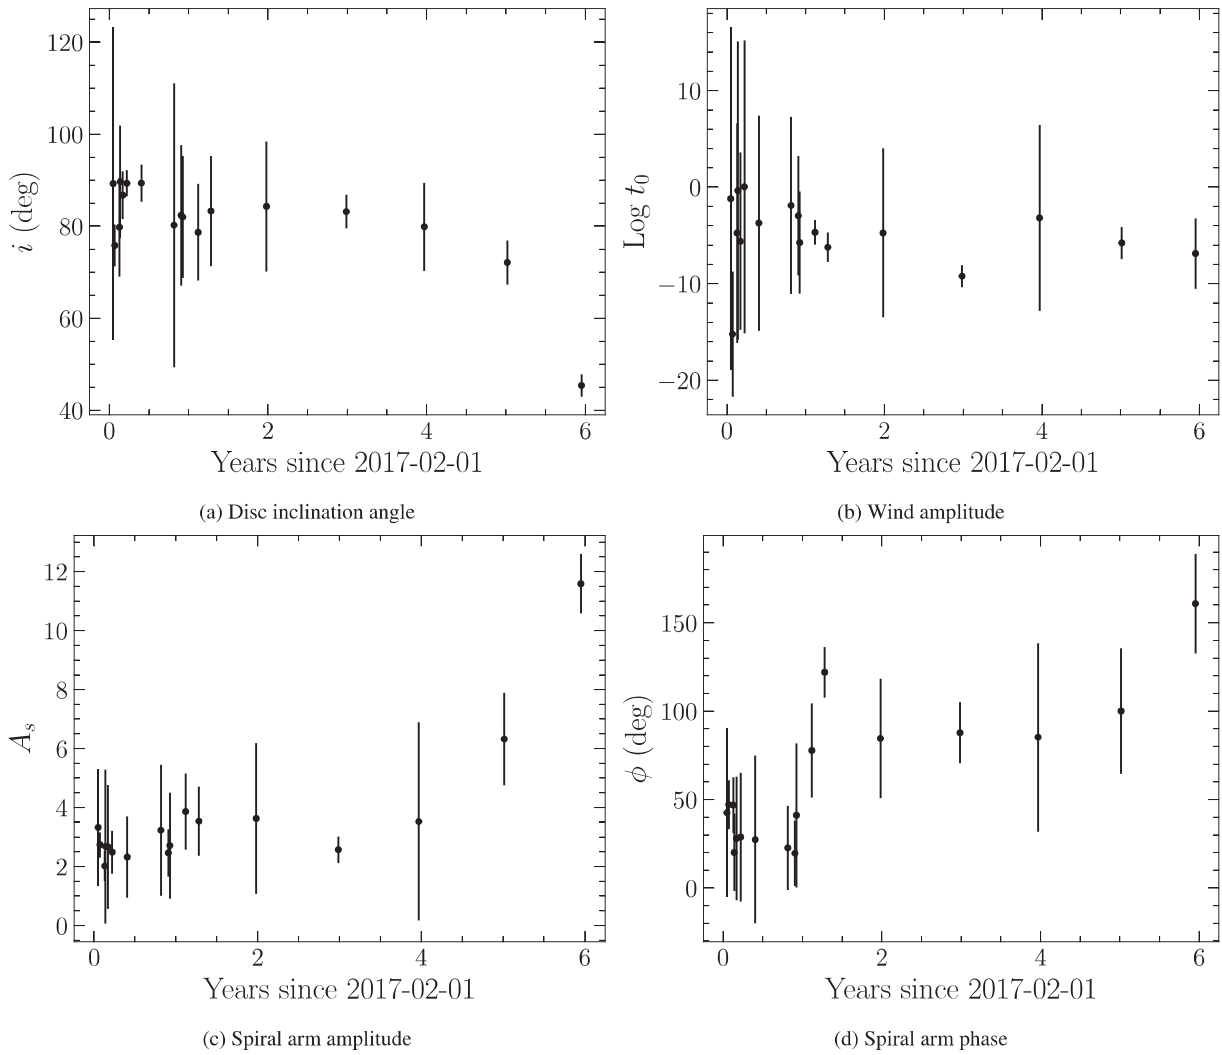 120
100
80
60
40
i (deg)
0 2 4 6
Years since 2017-02-01
(a) Disc inclination angle
10
0
−10
−20
Log t₀
0 2 4 6
Years since 2017-02-01
(b) Wind amplitude
12
10
8
6
4
2
0
Aₛ
0 2 4 6
Years since 2017-02-01
(c) Spiral arm amplitude
150
100
50
0
ϕ (deg)
0 2 4 6
Years since 2017-02-01
(d) Spiral arm phase